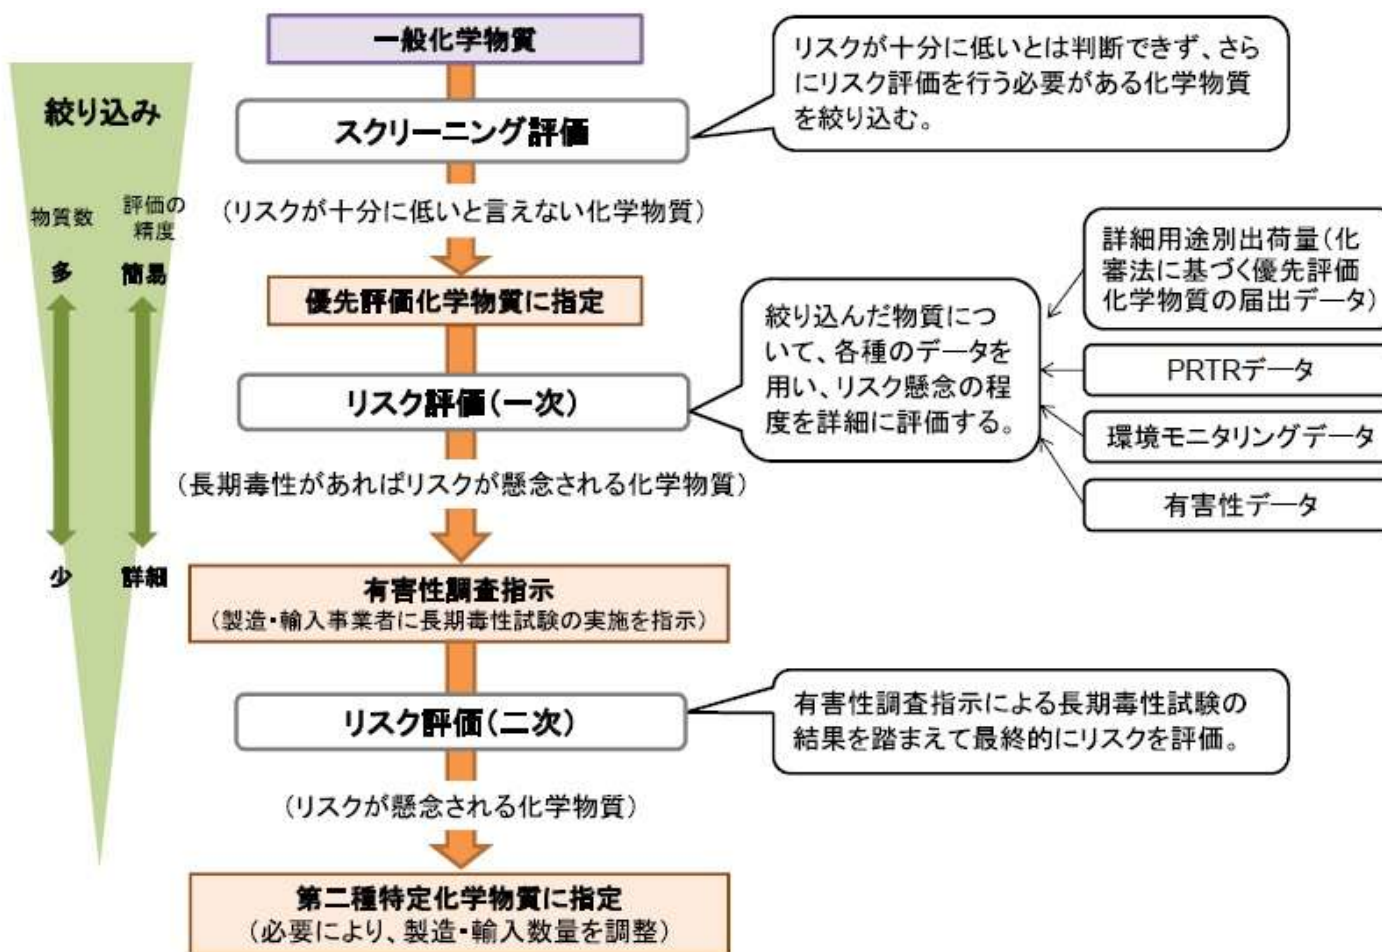 一般化学物質
リスクが十分に低いとは判断できず、さら
にリスク評価を行う必要がある化学物質
を絞り込む。
絞り込み
スクリーニング評価
物質数
評価の
精度
(リスクが十分に低いと言えない化学物質)
多
簡易
優先評価化学物質に指定
詳細用途別出荷量(化
審法に基づく優先評価
化学物質の届出データ)
絞り込んだ物質につ
いて、各種のデータを
用い、リスク懸念の程
度を詳細に評価する。
PRTRデータ
リスク評価(一次)
環境モニタリングデータ
有害性データ
(長期毒性があればリスクが懸念される化学物質)
少
詳細
有害性調査指示
(製造・輸入事業者に長期毒性試験の実施を指示)
リスク評価(二次)
有害性調査指示による長期毒性試験の
結果を踏まえて最終的にリスクを評価。
(リスクが懸念される化学物質)
第二種特定化学物質に指定
(必要により、製造・輸入数量を調整)